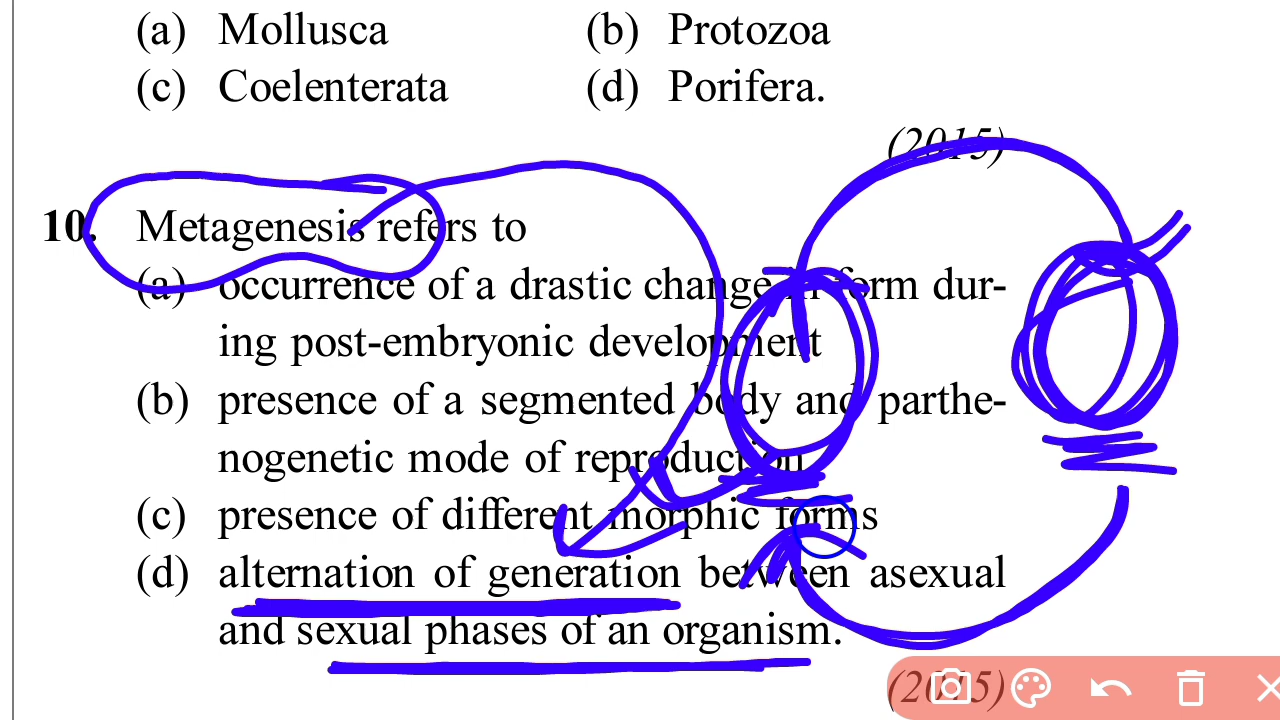 (a) Mollusca (b) Protozoa
(c) Coelenterata (d) Porifera.
(2015)
10. Metagenesis refers to
(a) occurrence of a drastic change in form dur-
ing post-embryonic development
(b) presence of a segmented body and parthe-
nogenetic mode of reproduction
(c) presence of different morphic forms
(d) alternation of generation between asexual
and sexual phases of an organism.
(2015)